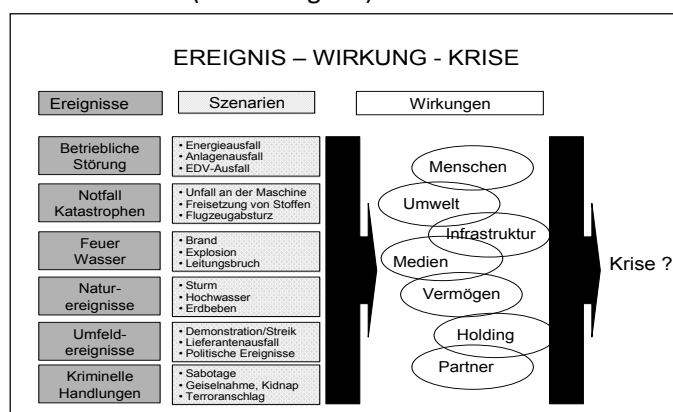 EREIGNIS – WIRKUNG - KRISE
Ereignisse
Szenarien
Wirkungen
Betriebliche
Störung
• Energieausfall
• Anlagenausfall
• EDV-Ausfall
Notfall
Katastrophen
• Unfall an der Maschine
• Freisetzung von Stoffen
• Flugzeugabsturz
Feuer
Wasser
• Brand
• Explosion
• Leitungsbruch
Natur-
ereignisse
• Sturm
• Hochwasser
• Erdbeben
Umfeld-
ereignisse
• Demonstration/Streik
• Lieferantenausfall
• Politische Ereignisse
Kriminelle
Handlungen
• Sabotage
• Geiselnahme, Kidnap
• Terroranschlag
Menschen
Umwelt
Infrastruktur
Medien
Vermögen
Holding
Partner
Krise ?